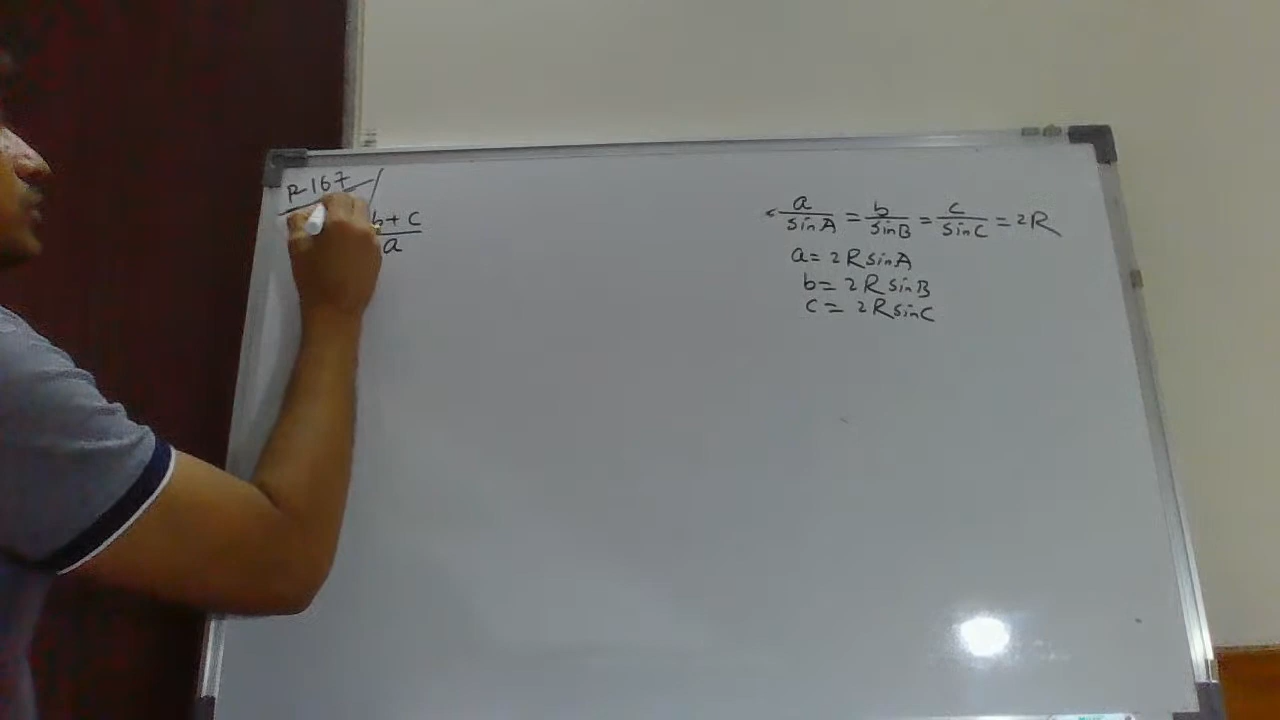 P-167
b+c/a
a/sinA = b/sinB = c/sinC = 2R
a = 2R sinA
b = 2R sinB
c = 2R sinC